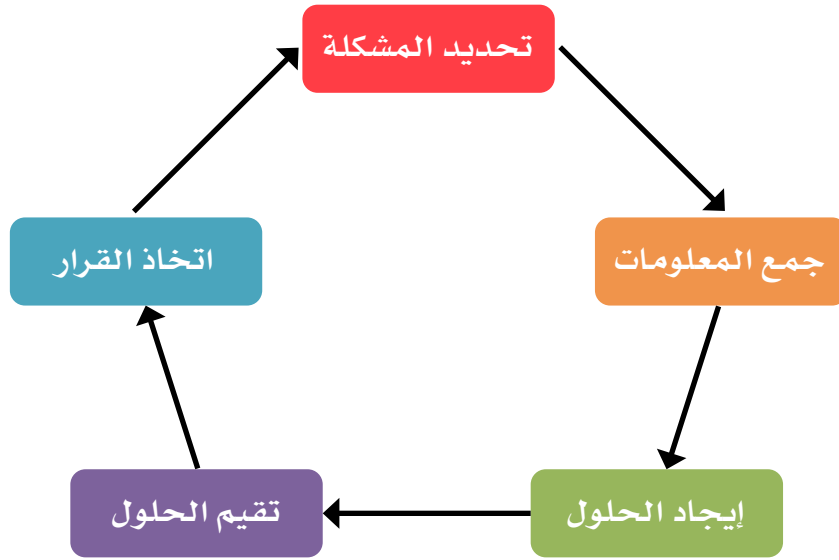 تحديد المشكلة
جمع المعلومات
إيجاد الحلول
تقيم الحلول
اتخاذ القرار